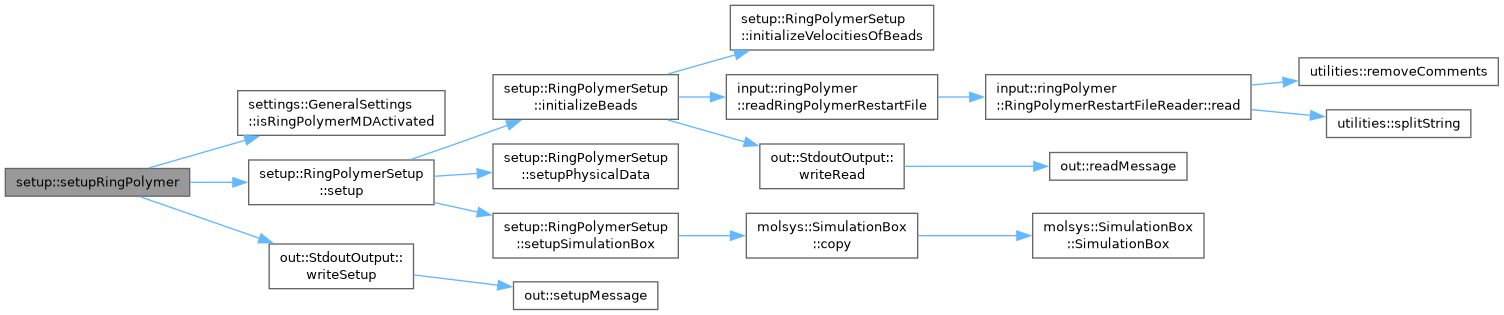 setup::setupRingPolymer
settings::GeneralSettings
::isRingPolymerMDActivated
setup::RingPolymerSetup
::setup
out::StdoutOutput::
writeSetup
setup::RingPolymerSetup
::initializeBeads
setup::RingPolymerSetup
::setupPhysicalData
setup::RingPolymerSetup
::setupSimulationBox
out::setupMessage
setup::RingPolymerSetup
::initializeVelocitiesOfBeads
input::ringPolymer
::readRingPolymerRestartFile
out::StdoutOutput::
writeRead
molsys::SimulationBox
::copy
input::ringPolymer
::RingPolymerRestartFileReader::read
out::readMessage
molsys::SimulationBox
::SimulationBox
utilities::removeComments
utilities::splitString